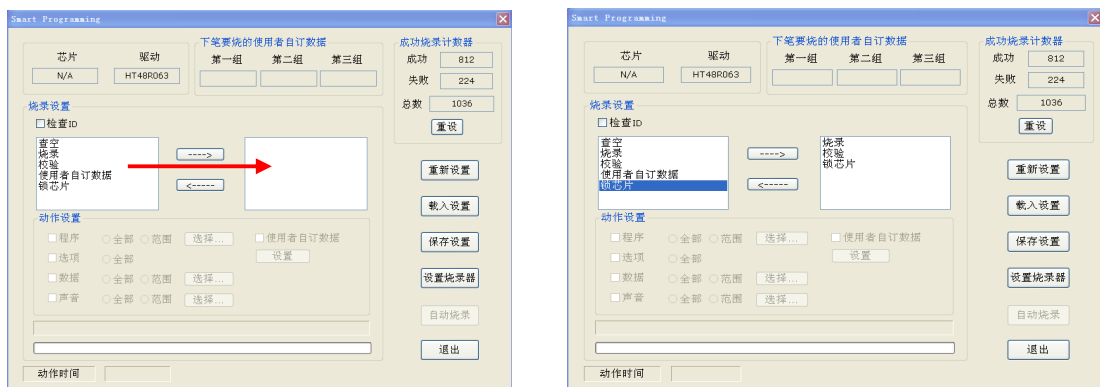 Smart Programming
下笔要烧的使用者自订数据
成功烧录计数器
芯片 驱动
第一组 第二组 第三组
成功 812
N/A HT48R063
失败 224
烧录设置
总数 1036
检查ID
重设
查空
烧录
校验
使用者自订数据
锁芯片
---->
<-----
重新设置
载入设置
动作设置
程序 全部 范围 选择... 使用者自订数据
保存设置
选项 全部 设置
数据 全部 范围 选择...
设置烧录器
声音 全部 范围 选择...
自动烧录
退出
动作时间
Smart Programming
下笔要烧的使用者自订数据
成功烧录计数器
芯片 驱动
第一组 第二组 第三组
成功 812
N/A HT48R063
失败 224
烧录设置
总数 1036
检查ID
重设
查空
烧录
校验
使用者自订数据
锁芯片
---->
<-----
烧录
校验
锁芯片
重新设置
载入设置
动作设置
程序 全部 范围 选择... 使用者自订数据
保存设置
选项 全部 设置
数据 全部 范围 选择...
设置烧录器
声音 全部 范围 选择...
自动烧录
退出
动作时间